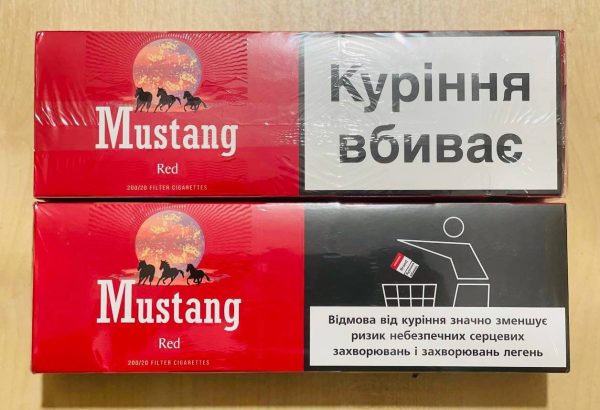 Mustang
Red
200/20 FILTER CIGARETTES
Куріння
вбиває
Mustang
Red
200/20 FILTER CIGARETTES
Відмова від куріння значно зменшує
ризик небезпечних серцевих
захворювань і захворювань легень